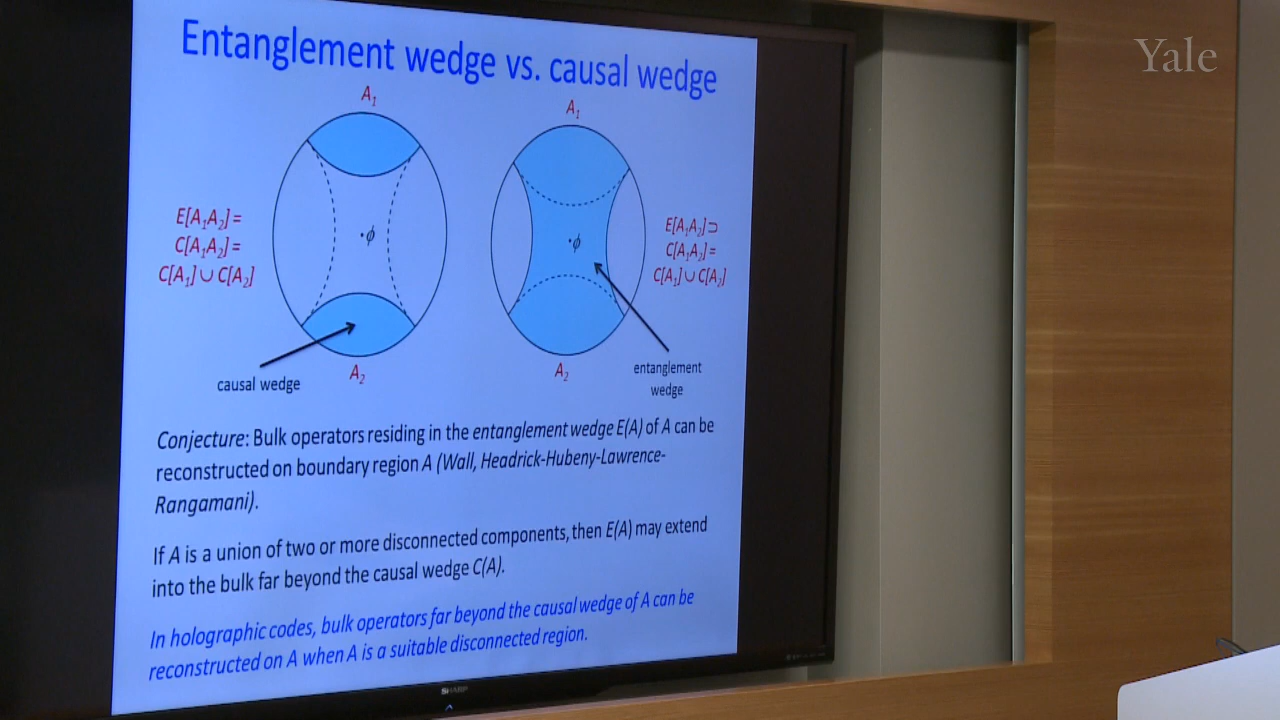 Yale
Entanglement wedge vs. causal wedge
A₁
A₁
E[A₁A₂] =
C[A₁A₂] =
C[A₁] ∪ C[A₂]
·ϕ
·ϕ
E[A₁A₂] ⊃
C[A₁A₂] =
C[A₁] ∪ C[A₂]
causal wedge
A₂
A₂
entanglement
wedge
Conjecture: Bulk operators residing in the entanglement wedge E(A) of A can be
reconstructed on boundary region A (Wall, Headrick-Hubeny-Lawrence-
Rangamani).
If A is a union of two or more disconnected components, then E(A) may extend
into the bulk far beyond the causal wedge C(A).
In holographic codes, bulk operators far beyond the causal wedge of A can be
reconstructed on A when A is a suitable disconnected region.
SHARP